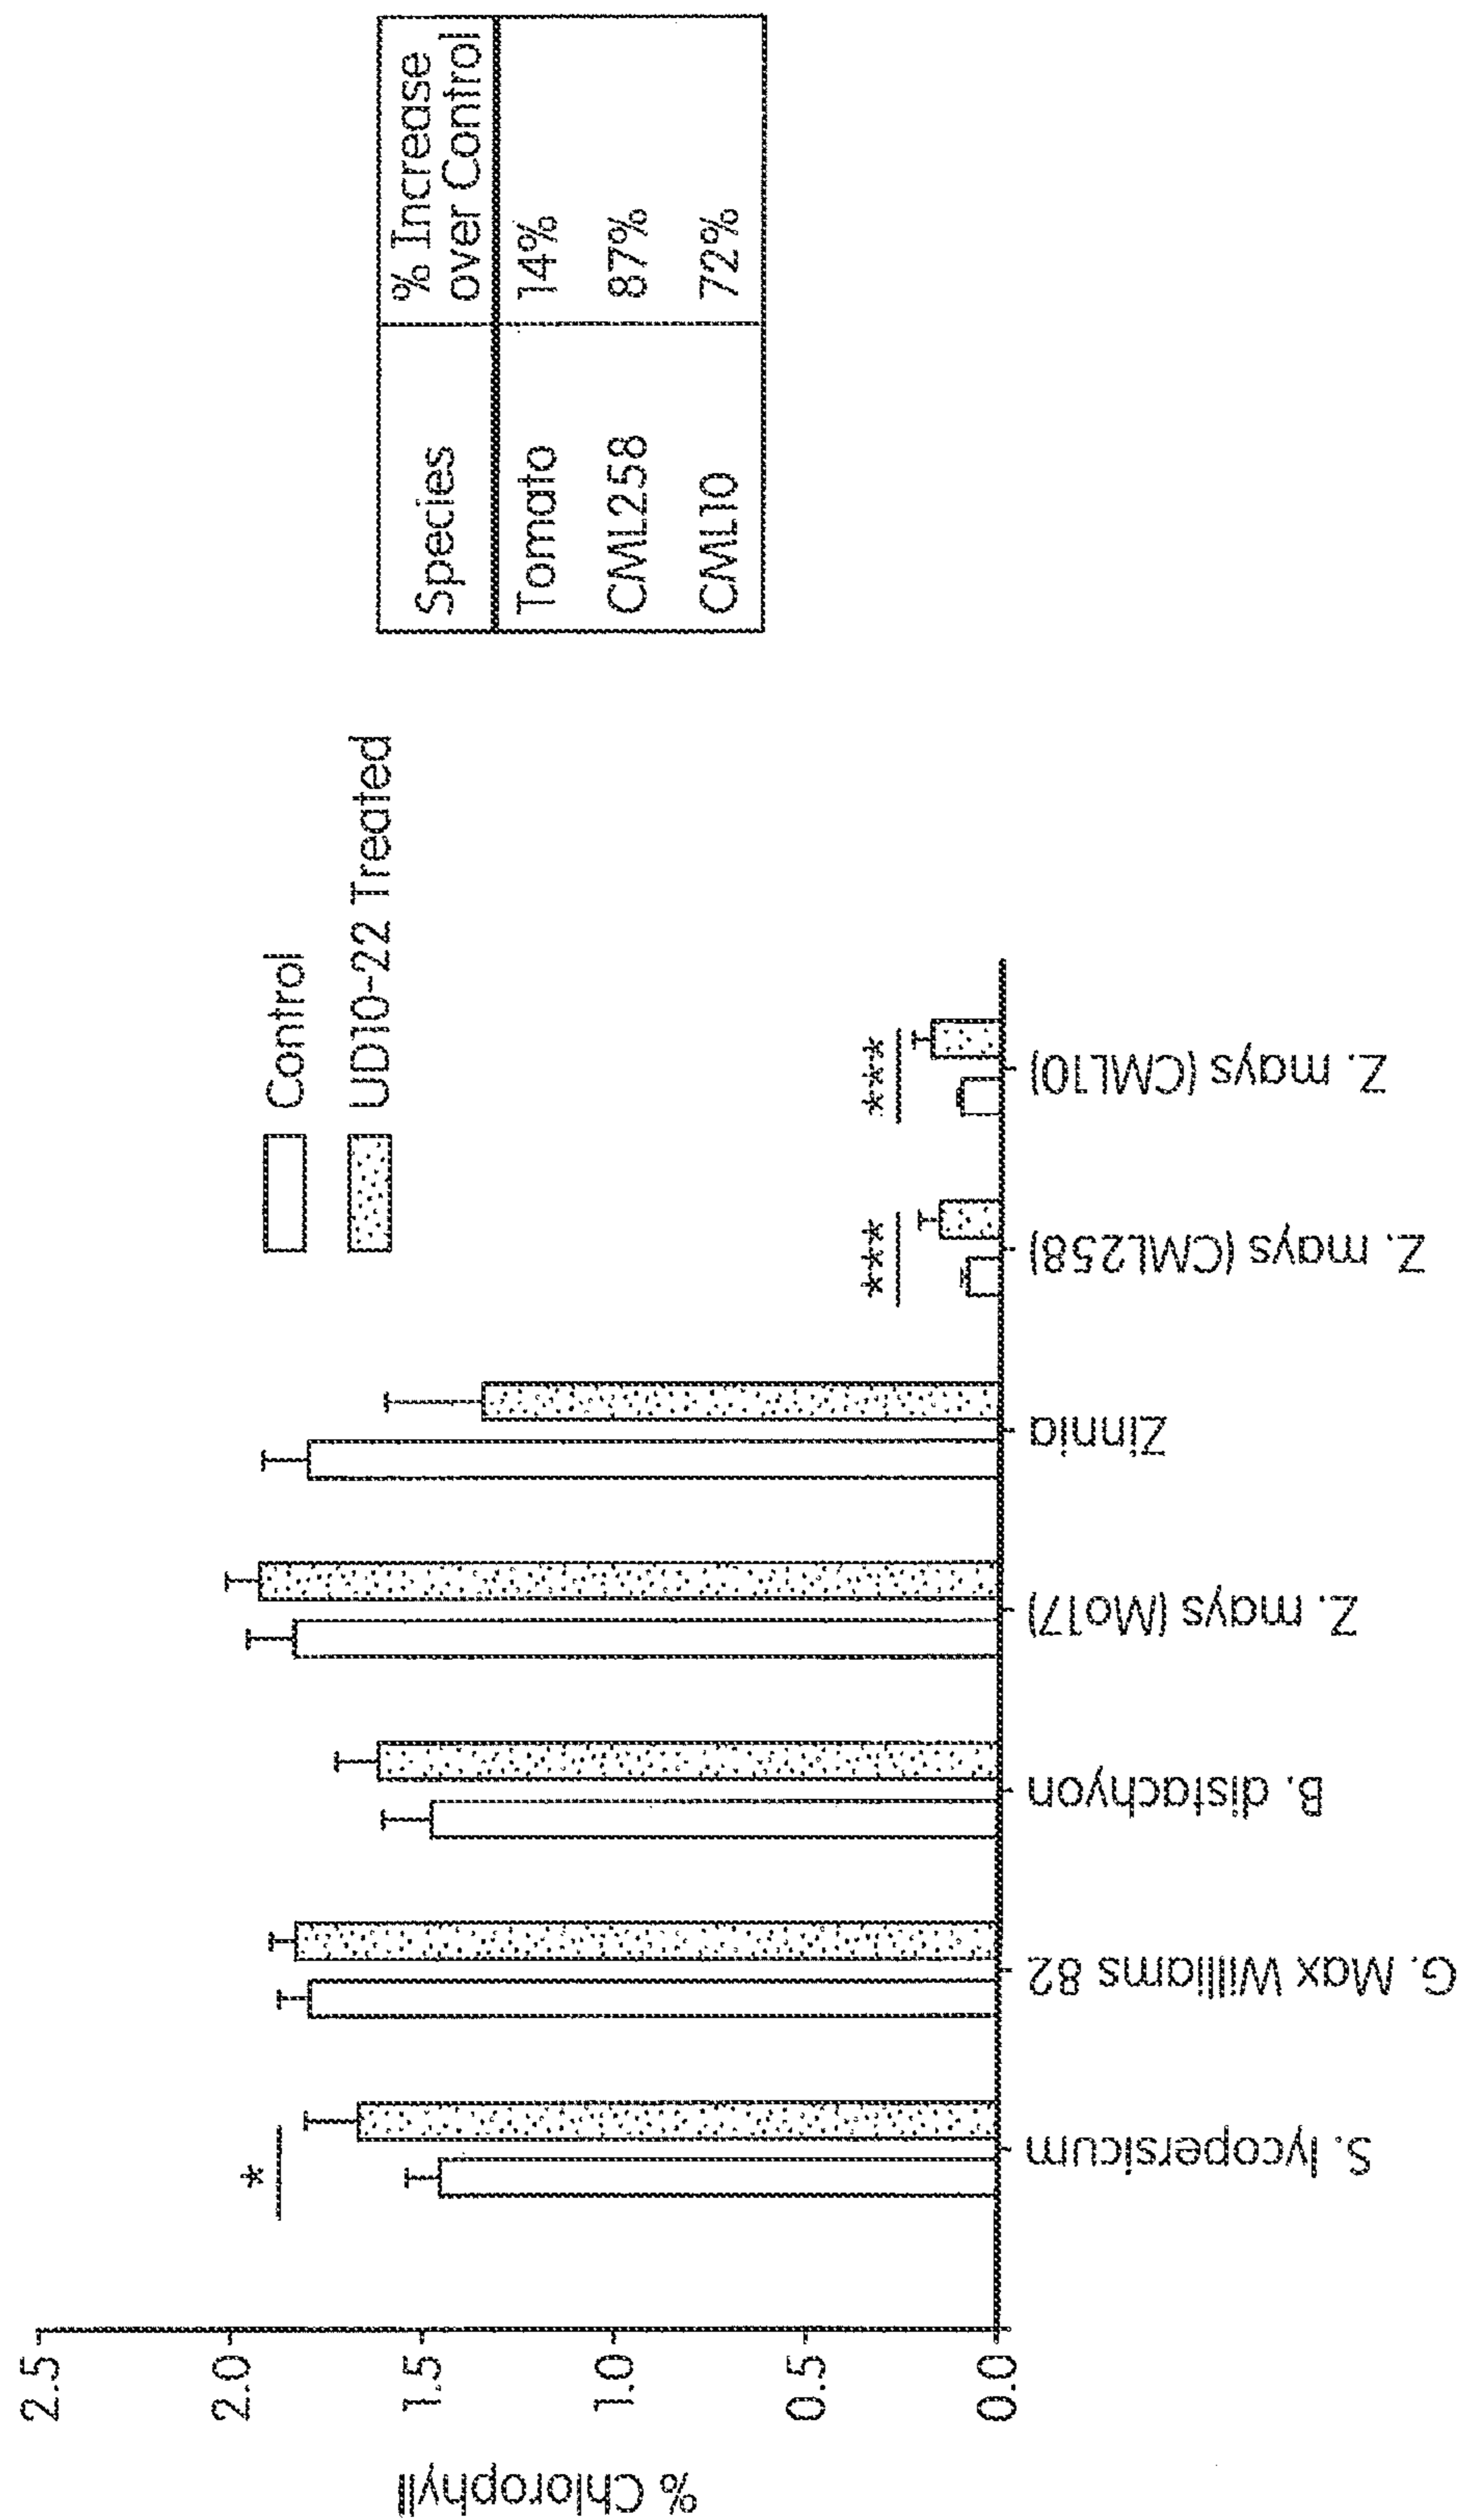 % Chlorophyll
2.5
2.0
1.5
1.0
0.5
0.0
*
***
***
Control
UD10-22 Treated
S. lycopersicum
G. Max Williams 82
B. distachyon
Z. mays (Mo17)
Zinnia
Z. mays (CML258)
Z. mays (CML10)
Species % Increase
over Control
Tomato 14%
CML258 87%
CML10 72%